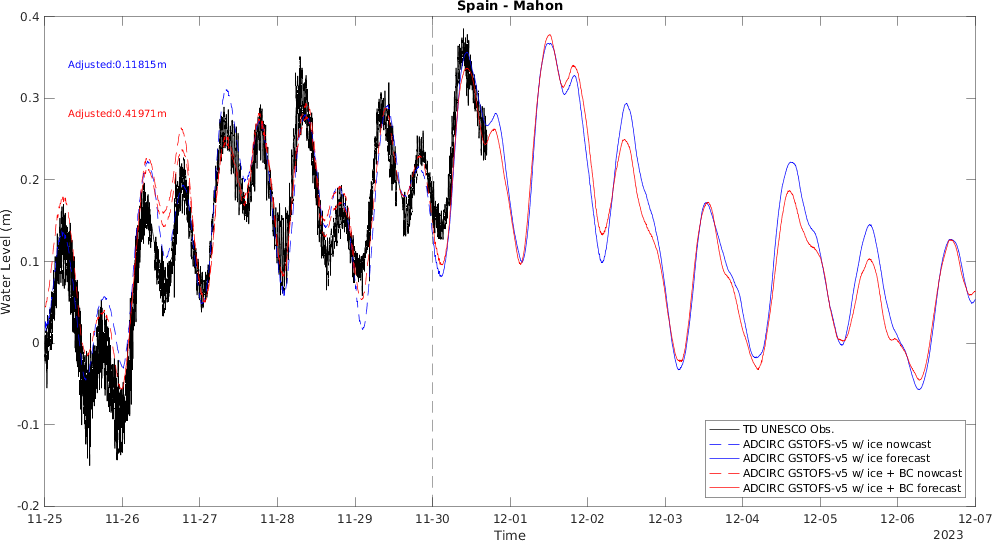 Spain - Mahon
0.4
0.3
0.2
0.1
0
-0.1
-0.2
Water Level (m)
Adjusted:0.11815m
Adjusted:0.41971m
TD UNESCO Obs.
ADCIRC GSTOFS-v5 w/ ice nowcast
ADCIRC GSTOFS-v5 w/ ice forecast
ADCIRC GSTOFS-v5 w/ ice + BC nowcast
ADCIRC GSTOFS-v5 w/ ice + BC forecast
11-25 11-26 11-27 11-28 11-29 11-30 12-01 12-02 12-03 12-04 12-05 12-06 12-07
Time
2023